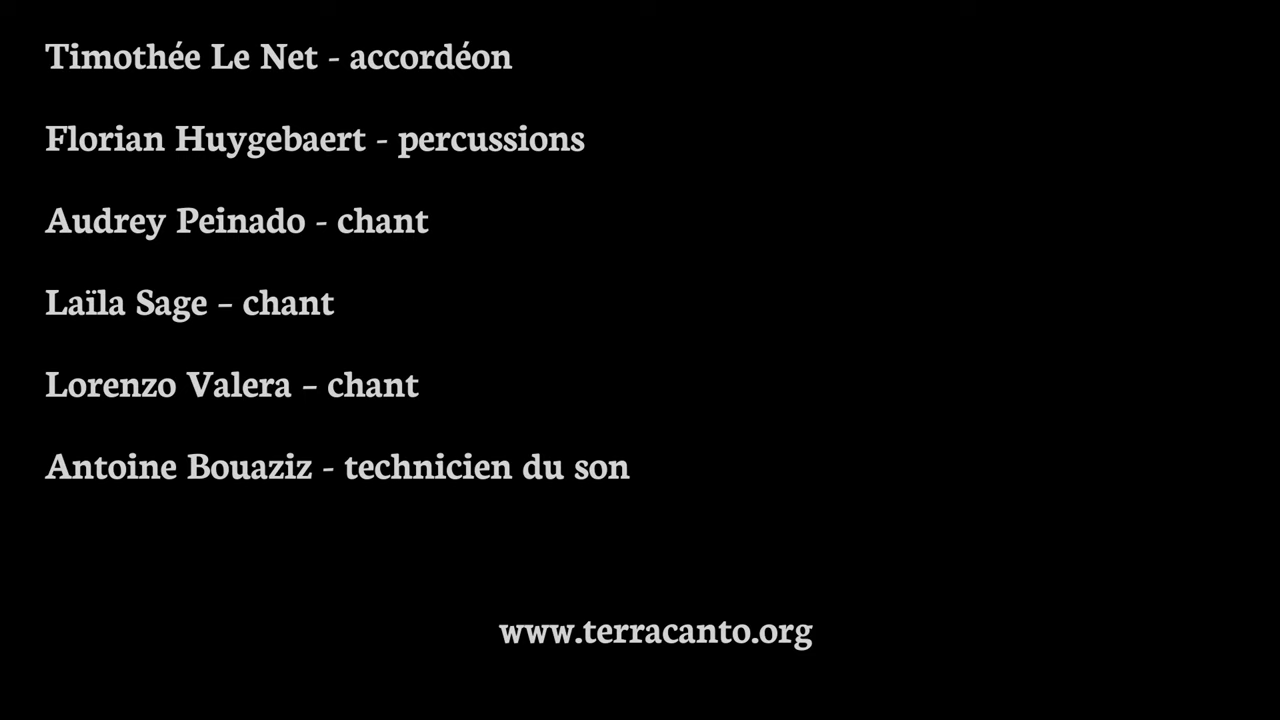 Timothée Le Net - accordéon
Florian Huygebaert - percussions
Audrey Peinado - chant
Laïla Sage – chant
Lorenzo Valera – chant
Antoine Bouaziz - technicien du son
www.terracanto.org